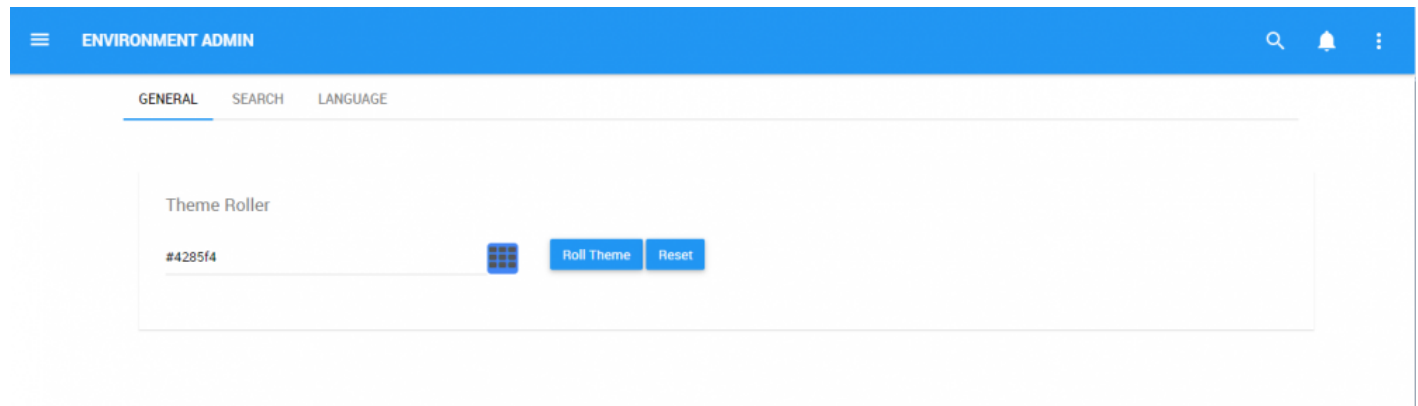 ENVIRONMENT ADMIN
GENERAL SEARCH LANGUAGE
Theme Roller
#4285f4 Roll Theme Reset